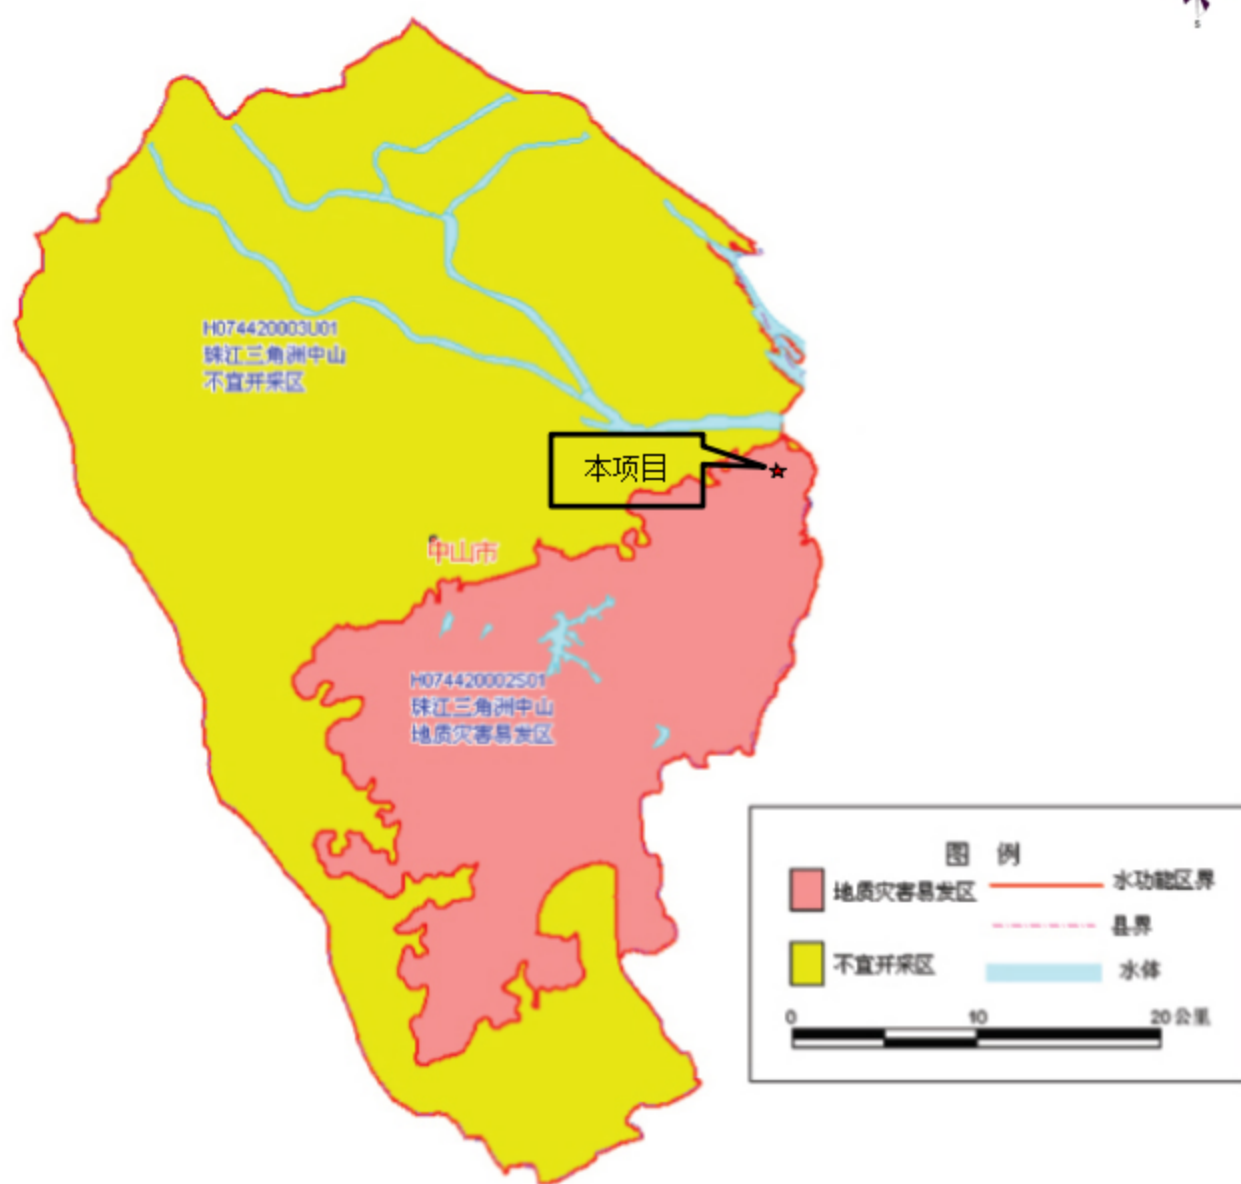 S
H074420003U01
珠江三角洲中山
不宜开采区
本项目
中山市
H074420002S01
珠江三角洲中山
地质灾害易发区
图 例
地质灾害易发区
水功能区界
县界
不宜开采区
水体
0 10 20公里